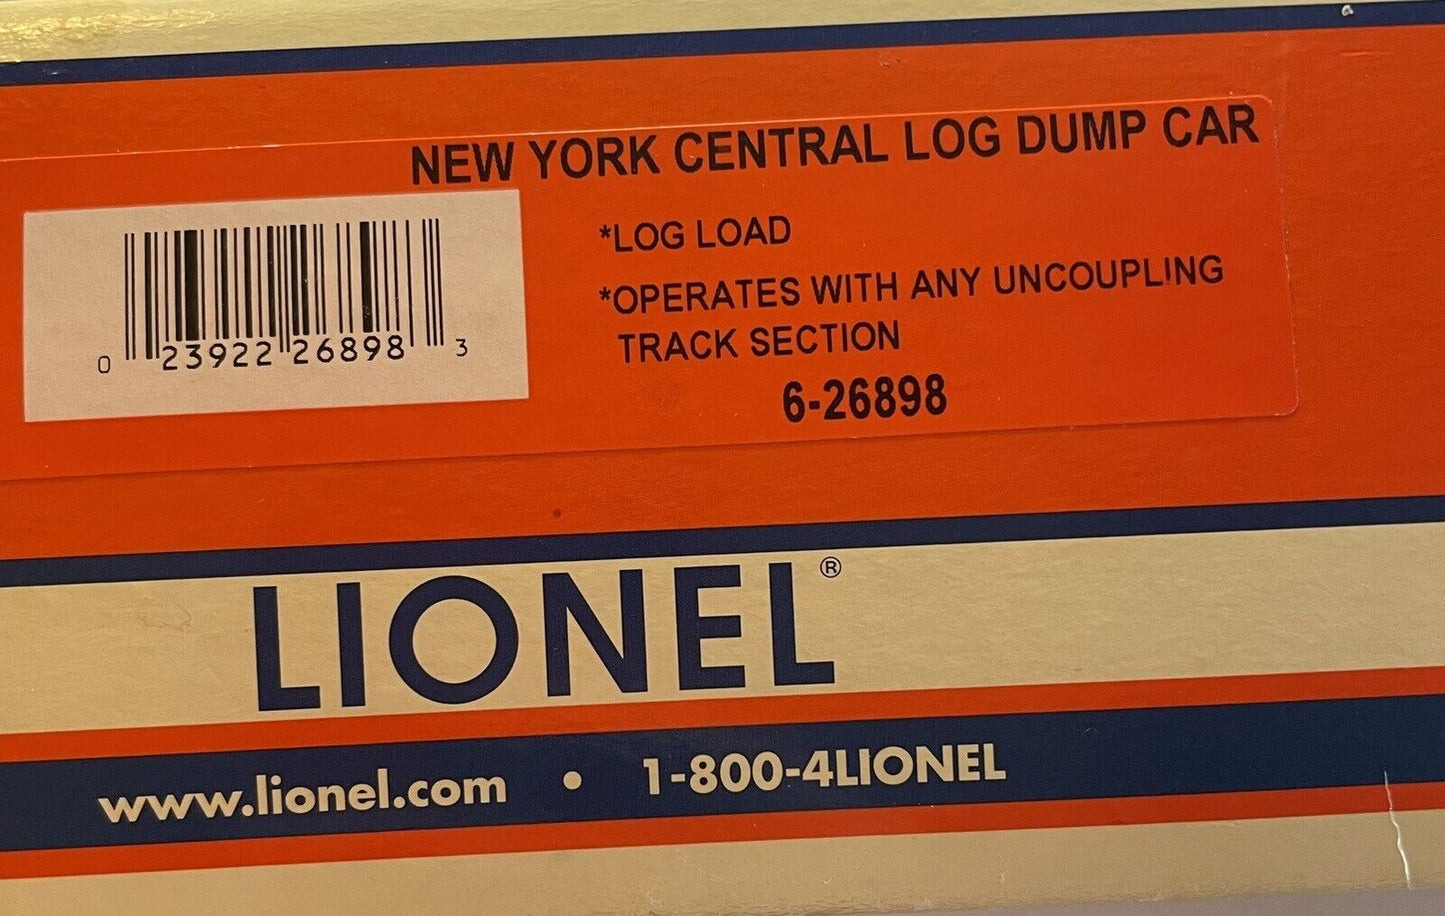 NEW YORK CENTRAL LOG DUMP CAR
*LOG LOAD
*OPERATES WITH ANY UNCOUPLING
TRACK SECTION
6-26898
0 23922 26898 3
LIONEL®
www.lionel.com • 1-800-4LIONEL